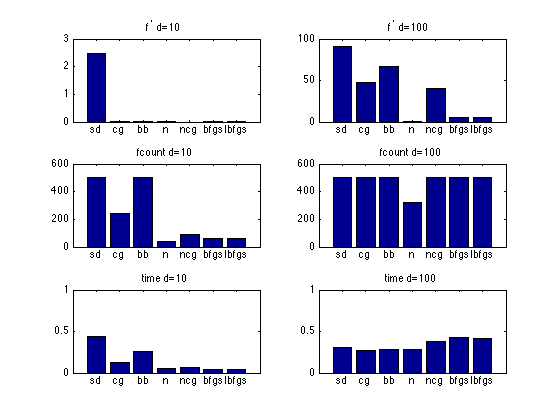 f* d=10
3
2
1
0
sd cg bb n ncg bfgs lbfgs
f* d=100
100
50
0
sd cg bb n ncg bfgs lbfgs
fcount d=10
600
400
200
0
sd cg bb n ncg bfgs lbfgs
fcount d=100
600
400
200
0
sd cg bb n ncg bfgs lbfgs
time d=10
1
0.5
0
sd cg bb n ncg bfgs lbfgs
time d=100
1
0.5
0
sd cg bb n ncg bfgs lbfgs